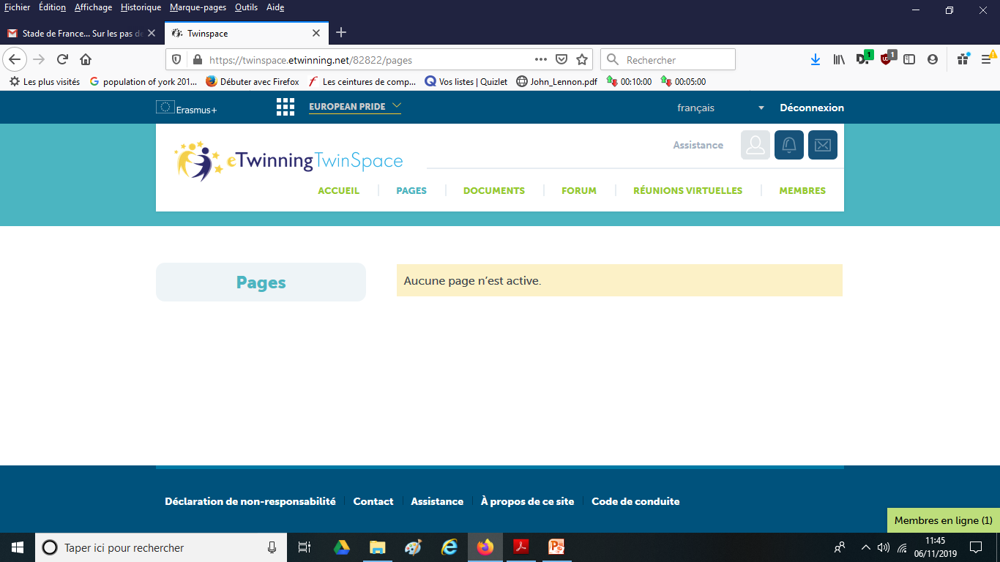 Fichier Édition Affichage Historique Marque-pages Outils Aide
Stade de France... Sur les pas de
Twinspace
https://twinspace.etwinning.net/82822/pages
Rechercher
1
1
Les plus visités
population of york 201...
Débuter avec Firefox
Les ceintures de comp...
Vos listes | Quizlet
John_Lennon.pdf
00:10:00
00:05:00
Erasmus+
EUROPEAN PRIDE
français
Déconnexion
eTwinningTwinSpace
Assistance
ACCUEIL
PAGES
DOCUMENTS
FORUM
RÉUNIONS VIRTUELLES
MEMBRES
Pages
Aucune page n'est active.
Déclaration de non-responsabilité
Contact
Assistance
À propos de ce site
Code de conduite
Membres en ligne (1)
Taper ici pour rechercher
11:45
06/11/2019